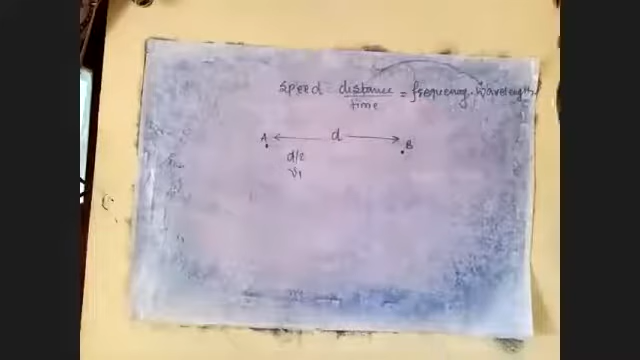 Speed = distance / time = frequency . wavelength
A ← d → B
d/2
v1